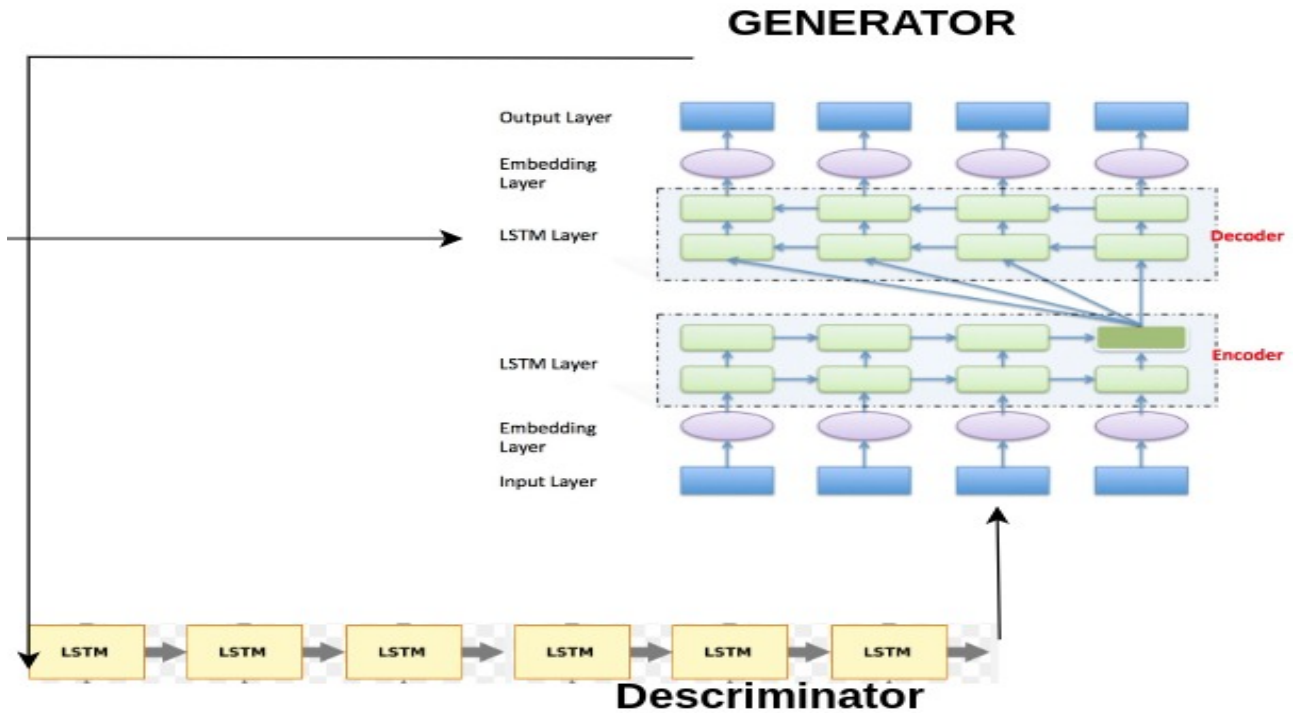 GENERATOR
Output Layer
Embedding
Layer
LSTM Layer
Decoder
LSTM Layer
Encoder
Embedding
Layer
Input Layer
LSTM LSTM LSTM LSTM LSTM LSTM
Descriminator